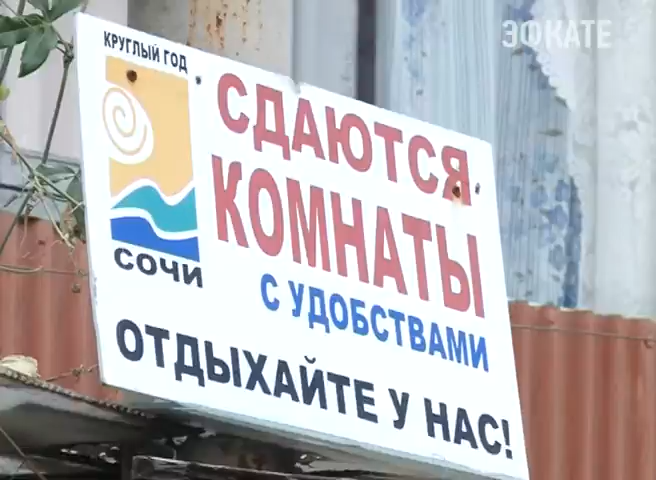 ЭФКАТЕ
КРУГЛЫЙ ГОД
СОЧИ
СДАЮТСЯ
КОМНАТЫ
С УДОБСТВАМИ
ОТДЫХАЙТЕ У НАС!